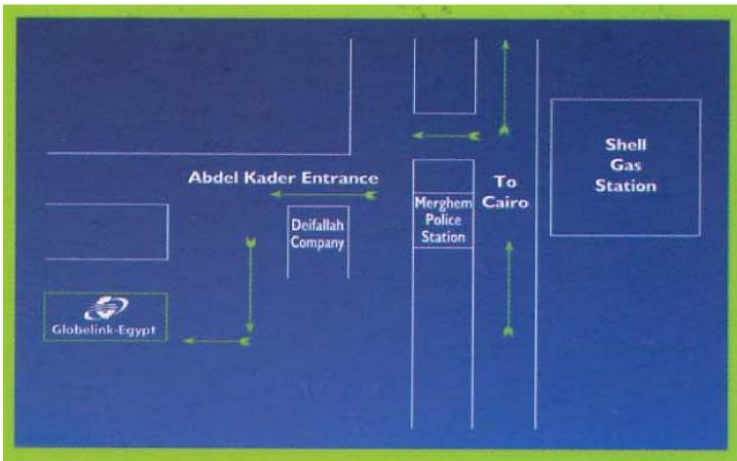 Shell
Gas
Station
Abdel Kader Entrance
To
Cairo
Merghem
Police
Station
Deifallah
Company
Globelink-Egypt